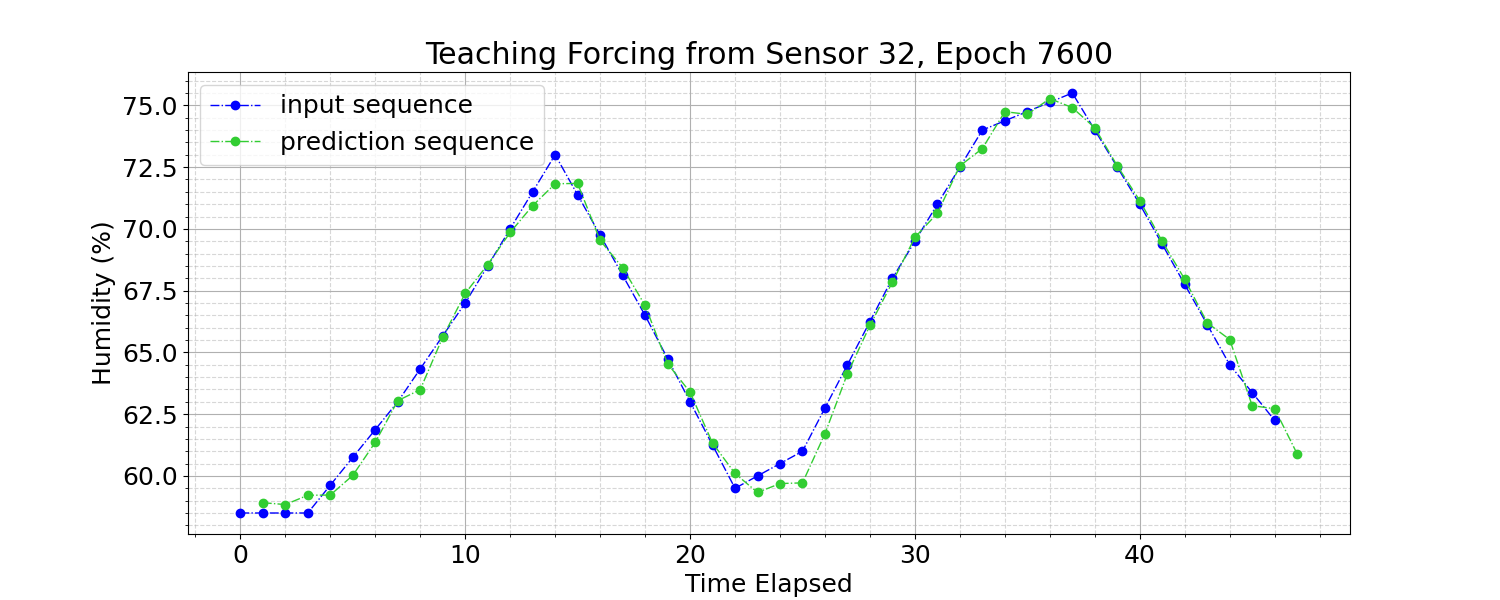 Teaching Forcing from Sensor 32, Epoch 7600
input sequence
prediction sequence
75.0
72.5
70.0
67.5
65.0
62.5
60.0
Humidity (%)
0 10 20 30 40
Time Elapsed